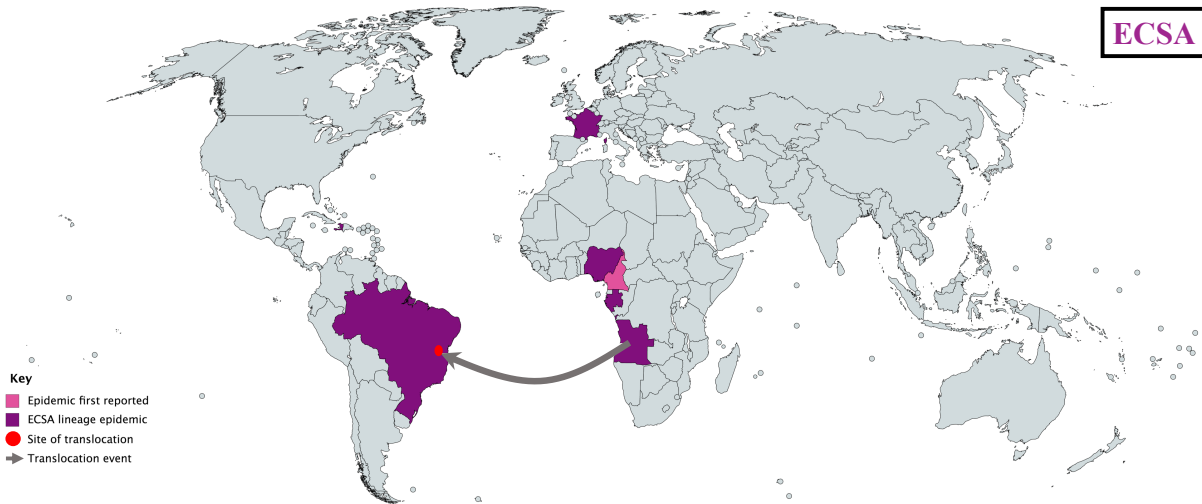 ECSA
Key
Epidemic first reported
ECSA lineage epidemic
Site of translocation
Translocation event